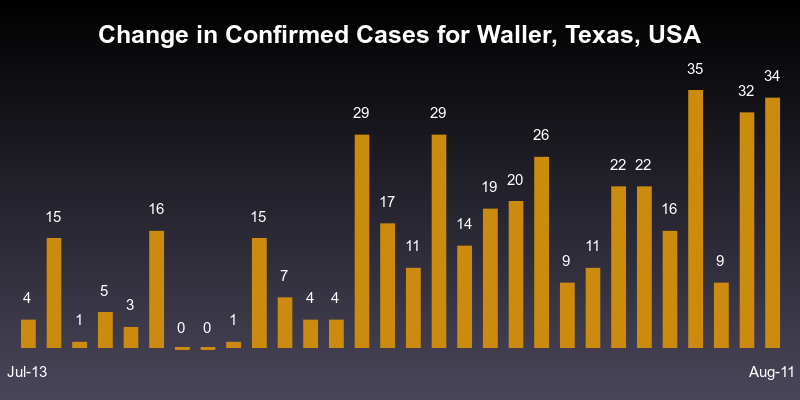 Change in Confirmed Cases for Waller, Texas, USA
4 15 1 5 3 16 0 0 1 15 7 4 4 29 17 11 29 14 19 20 26 9 11 22 22 16 35 9 32 34
Jul-13 Aug-11